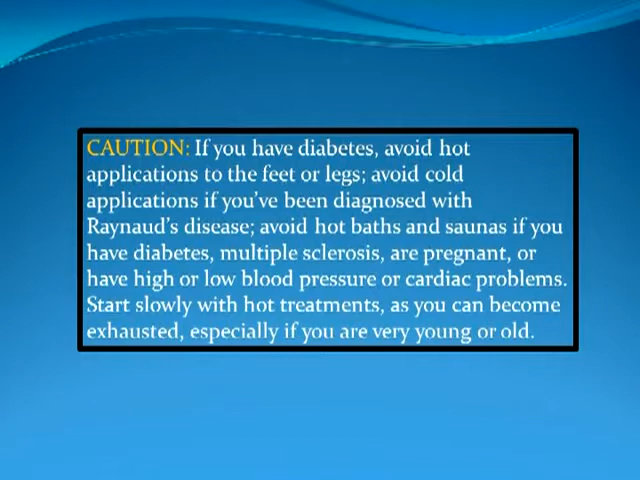 CAUTION: If you have diabetes, avoid hot
applications to the feet or legs; avoid cold
applications if you've been diagnosed with
Raynaud's disease; avoid hot baths and saunas if you
have diabetes, multiple sclerosis, are pregnant, or
have high or low blood pressure or cardiac problems.
Start slowly with hot treatments, as you can become
exhausted, especially if you are very young or old.